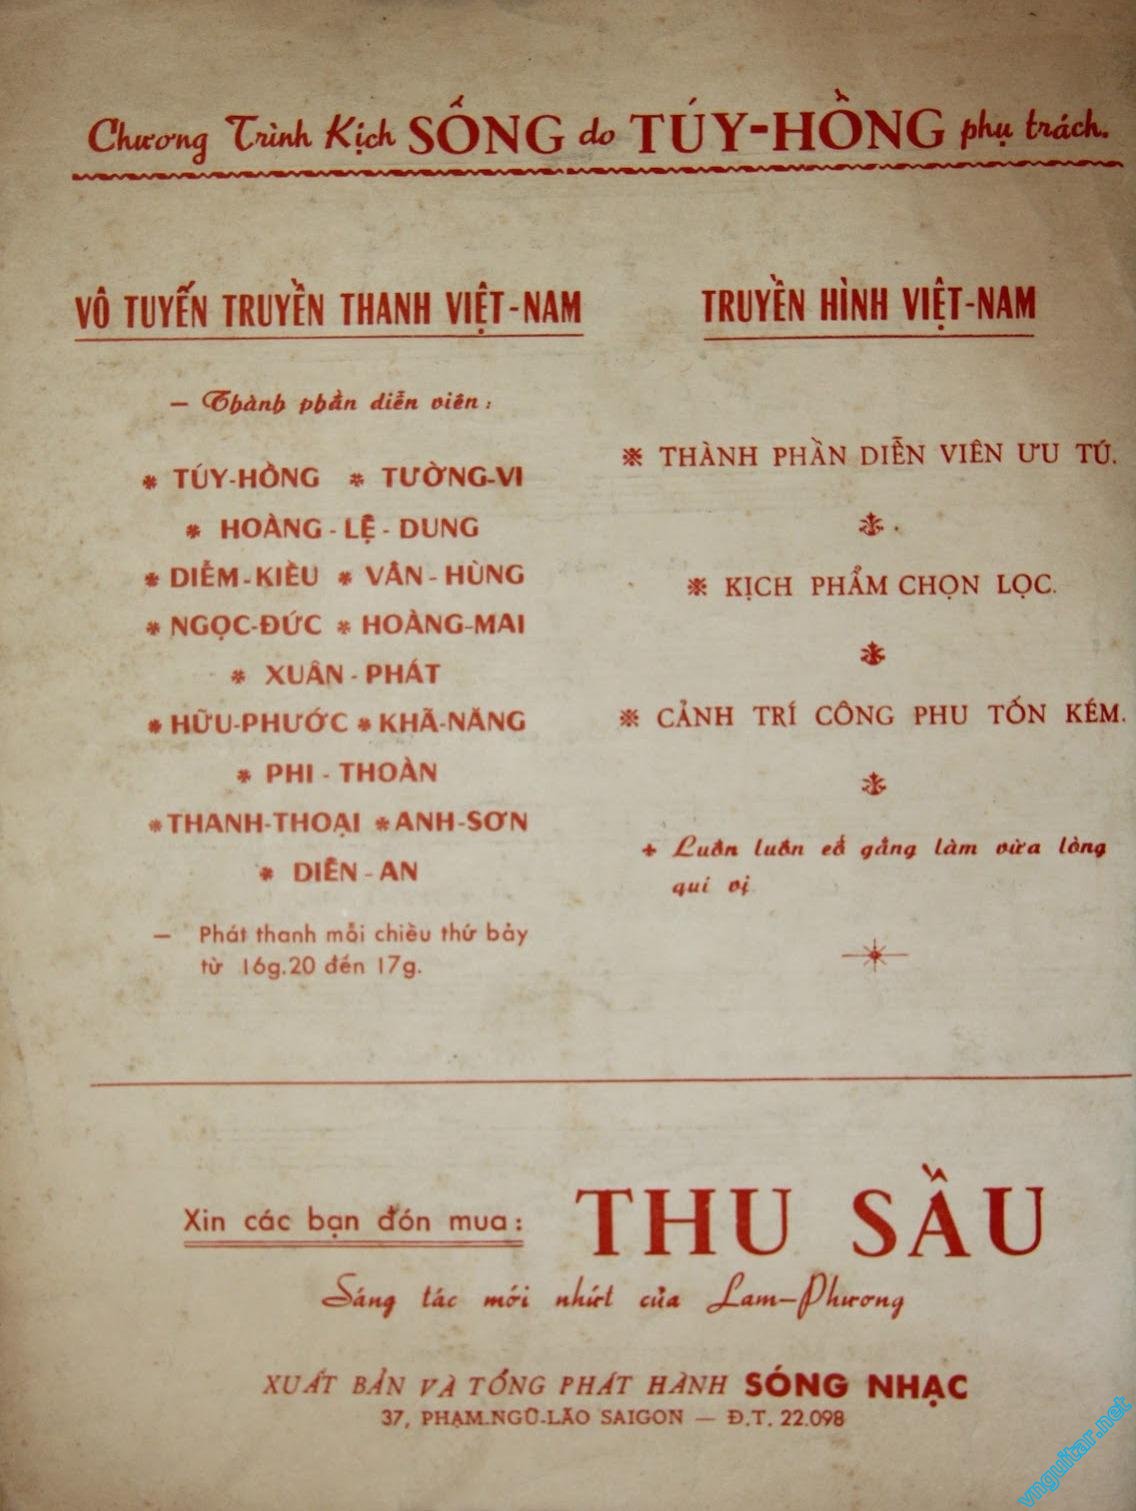 Chương Trình Kịch SỐNG do TÚY-HỒNG phụ trách.
VÔ TUYẾN TRUYỀN THANH VIỆT-NAM
— Thành phần diễn viên :
* TÚY-HỒNG * TƯỜNG-VI
* HOÀNG - LỆ - DUNG
* DIỄM-KIỀU * VÂN - HÙNG
* NGỌC-ĐỨC * HOÀNG-MAI
* XUÂN - PHÁT
* HỮU-PHƯỚC * KHÃ-NĂNG
* PHI - THOÀN
* THANH-THOẠI * ANH-SƠN
* DIÊN - AN
— Phát thanh mỗi chiều thứ bảy
từ 16g.20 đến 17g.
TRUYỀN HÌNH VIỆT-NAM
※ THÀNH PHẦN DIỄN VIÊN ƯU TÚ.
※ KỊCH PHẨM CHỌN LỌC.
※ CẢNH TRÍ CÔNG PHU TỐN KÉM.
+ Luôn luôn cố gắng làm vừa lòng
quí vị
Xin các bạn đón mua :
THU SẦU
Sáng tác mới nhứt của Lam-Phương
XUẤT BẢN VÀ TỔNG PHÁT HÀNH SÓNG NHẠC
37, PHẠM-NGŨ-LÃO SAIGON — Đ.T. 22.098
vnguitar.net